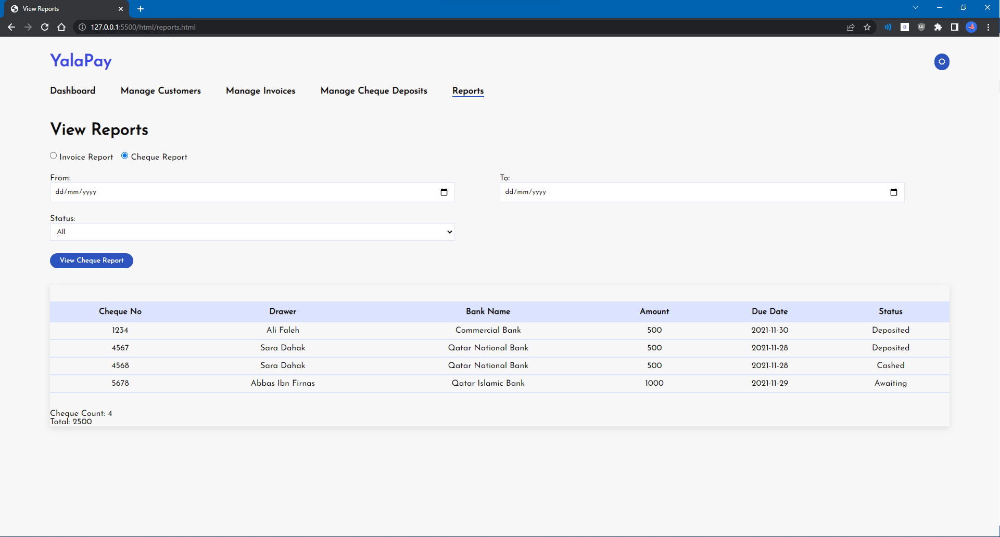 View Reports
127.0.0.1:5500/html/reports.html
B
YalaPay
Dashboard Manage Customers Manage Invoices Manage Cheque Deposits Reports
View Reports
Invoice Report Cheque Report
From: To:
dd/mm/yyyy dd/mm/yyyy
Status:
All
View Cheque Report
Cheque No Drawer Bank Name Amount Due Date Status
1234 Ali Faleh Commercial Bank 500 2021-11-30 Deposited
4567 Sara Dahak Qatar National Bank 500 2021-11-28 Deposited
4568 Sara Dahak Qatar National Bank 500 2021-11-28 Cashed
5678 Abbas Ibn Firnas Qatar Islamic Bank 1000 2021-11-29 Awaiting
Cheque Count: 4
Total: 2500